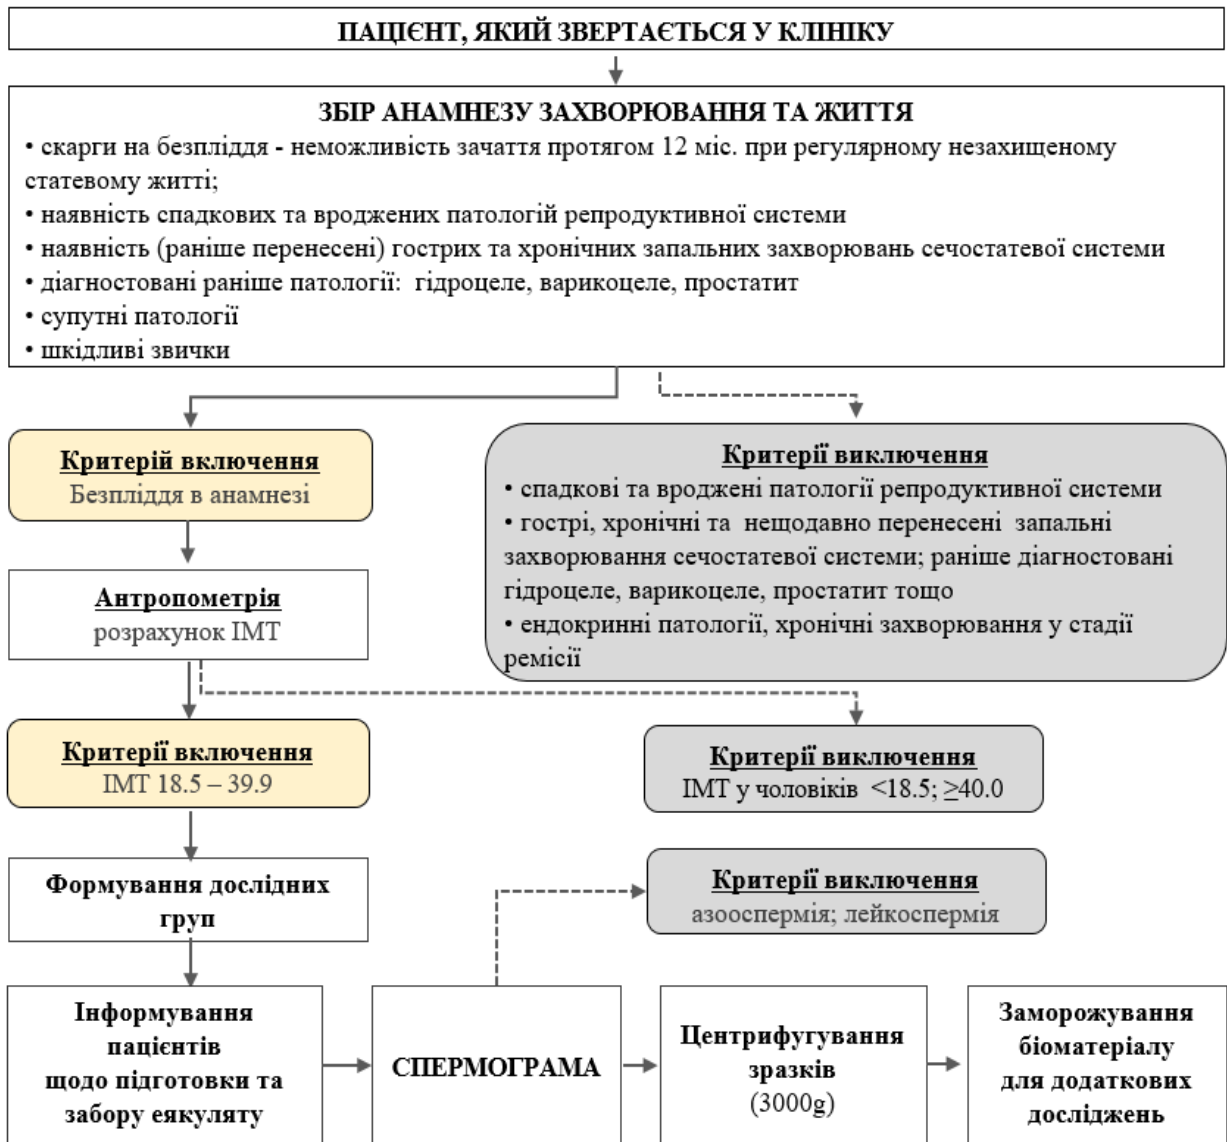 ПАЦІЄНТ, ЯКИЙ ЗВЕРТАЄТЬСЯ У КЛІНІКУ
ЗБІР АНАМНЕЗУ ЗАХВОРЮВАННЯ ТА ЖИТТЯ
• скарги на безпліддя - неможливість зачаття протягом 12 міс. при регулярному незахищеному
статевому житті;
• наявність спадкових та вроджених патологій репродуктивної системи
• наявність (раніше перенесені) гострих та хронічних запальних захворювань сечостатевої системи
• діагностовані раніше патології: гідроцеле, варикоцеле, простатит
• супутні патології
• шкідливі звички
Критерій включення
Безпліддя в анамнезі
Критерії виключення
• спадкові та вроджені патології репродуктивної системи
• гострі, хронічні та нещодавно перенесені запальні
захворювання сечостатевої системи; раніше діагностовані
гідроцеле, варикоцеле, простатит тощо
• ендокринні патології, хронічні захворювання у стадії
ремісії
Антропометрія
розрахунок ІМТ
Критерії включення
ІМТ 18.5 – 39.9
Критерії виключення
ІМТ у чоловіків <18.5; ≥40.0
Формування дослідних
груп
Критерії виключення
азооспермія; лейкоспермія
Інформування
пацієнтів
щодо підготовки та
забору еякуляту
СПЕРМОГРАМА
Центрифугування
зразків
(3000g)
Заморожування
біоматеріалу
для додаткових
досліджень